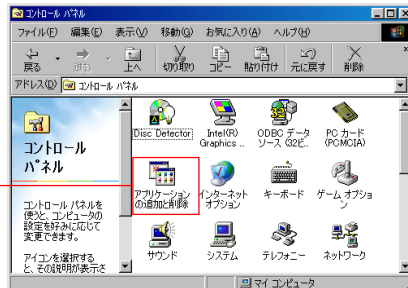 コントロール パネル
ファイル(F) 編集(E) 表示(V) 移動(G) お気に入り(A) ヘルプ(H)
戻る 進む 上へ 切り取り コピー 貼り付け 元に戻す 削除
アドレス(D) コントロール パネル
コントロール
パネル
コントロール パネルを
使うと、コンピュータの
設定を好みに応じて
変更できます。
アイコンを選択する
と、その説明が表示さ
Disc Detector Intel(R)
Graphics ... ODBC データ
ソース (32ビ.. PC カード
(PCMCIA)
アプリケーション
の追加と削除 インターネット
オプション キーボード ゲーム オプショ
ン
サウンド システム テレフォニー ネットワーク
マイ コンピュータ